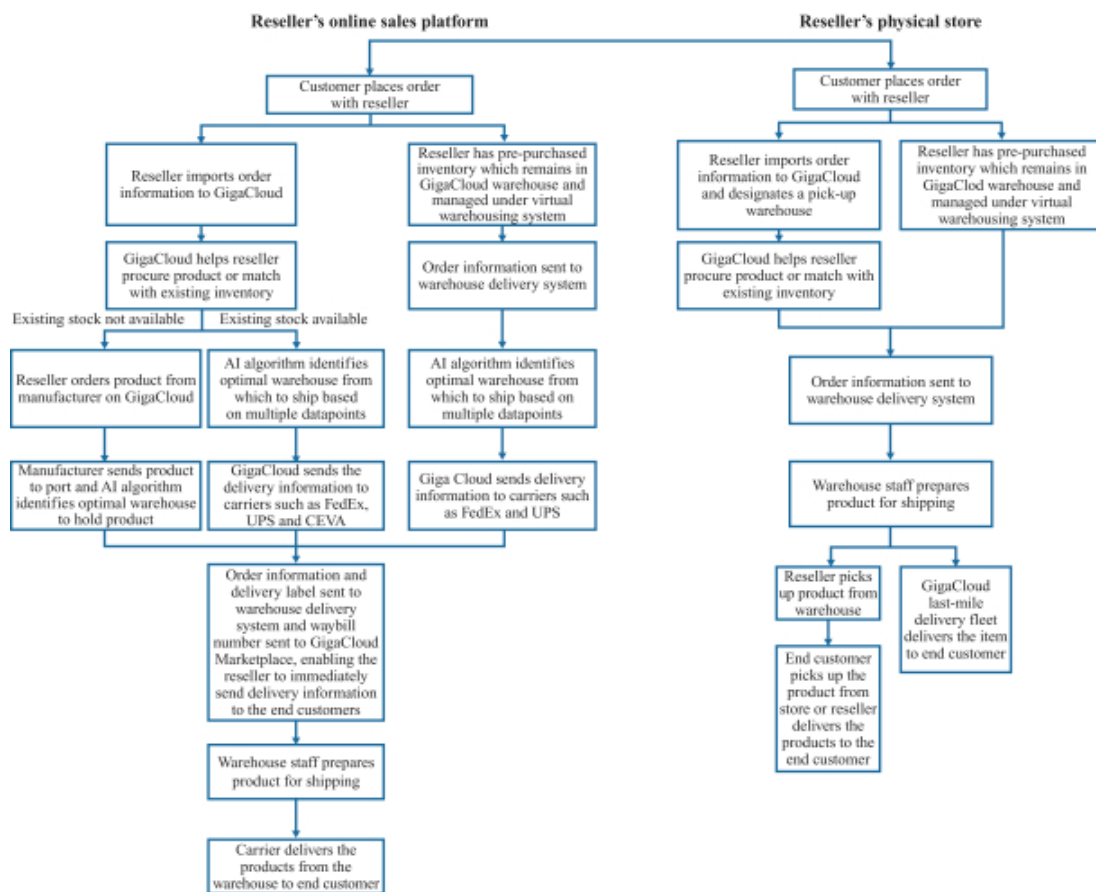 Reseller's online sales platform
Reseller's physical store
Customer places order
with reseller
Customer places order
with reseller
Reseller imports order
information to GigaCloud
Reseller has pre-purchased
inventory which remains in
GigaCloud warehouse and
managed under virtual
warehousing system
Reseller imports order
information to GigaCloud
and designates a pick-up
warehouse
Reseller has pre-purchased
inventory which remains in
GigaClod warehouse and
managed under virtual
warehousing system
GigaCloud helps reseller
procure product or match
with existing inventory
Order information sent to
warehouse delivery system
GigaCloud helps reseller
procure product or match
with existing inventory
Existing stock not available
Existing stock available
Reseller orders product from
manufacturer on GigaCloud
AI algorithm identifies
optimal warehouse from
which to ship based
on multiple datapoints
AI algorithm identifies
optimal warehouse from
which to ship based on
multiple datapoints
Order information sent to
warehouse delivery system
Manufacturer sends product
to port and AI algorithm
identifies optimal warehouse
to hold product
GigaCloud sends the
delivery information to
carriers such as FedEx,
UPS and CEVA
Giga Cloud sends delivery
information to carriers such
as FedEx and UPS
Warehouse staff prepares
product for shipping
Order information and
delivery label sent to
warehouse delivery
system and waybill
number sent to GigaCloud
Marketplace, enabling the
reseller to immediately
send delivery information
to the end customers
Reseller picks
up product from
warehouse
GigaCloud
last-mile
delivery fleet
delivers the item
to end customer
End customer
picks up the
product from
store or reseller
delivers the
products to the
end customer
Warehouse staff prepares
product for shipping
Carrier delivers the
products from the
warehouse to end customer